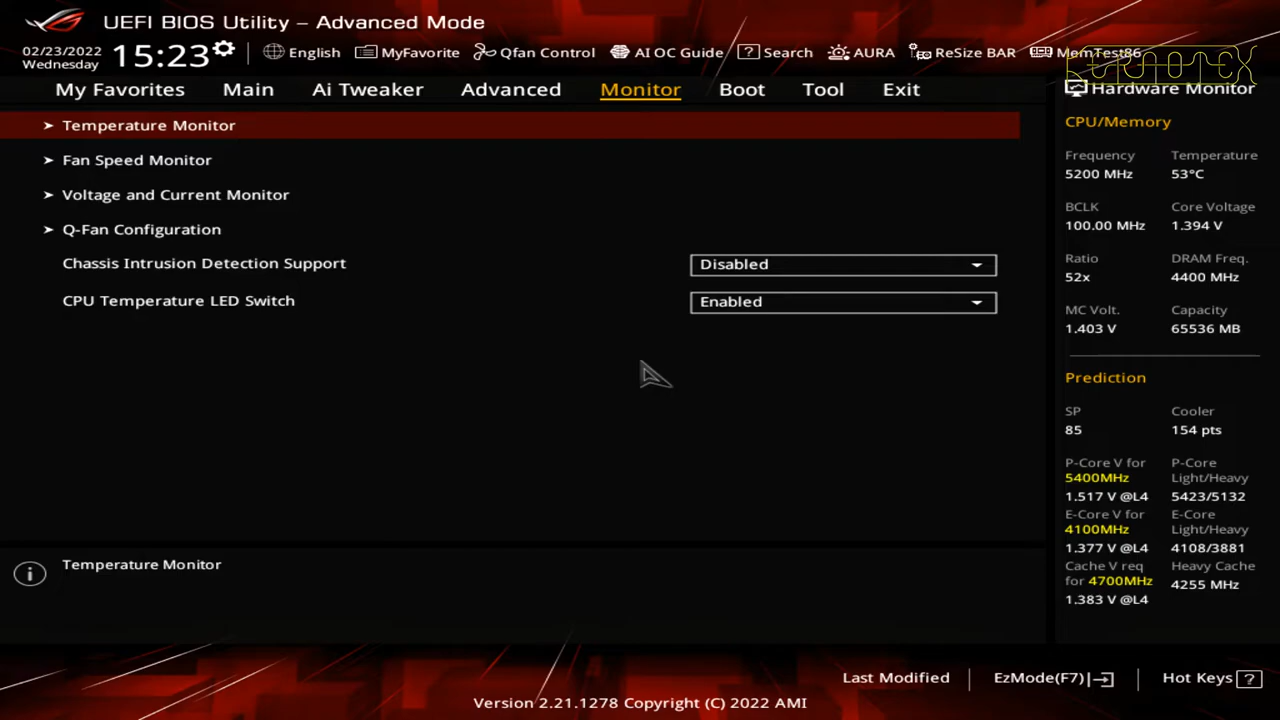 UEFI BIOS Utility – Advanced Mode
02/23/2022
Wednesday
15:23
English
MyFavorite
Qfan Control
AI OC Guide
? Search
AURA
ReSize BAR
MemTest86
My Favorites
Main
Ai Tweaker
Advanced
Monitor
Boot
Tool
Exit
Hardware Monitor
Temperature Monitor
Fan Speed Monitor
Voltage and Current Monitor
Q-Fan Configuration
Chassis Intrusion Detection Support
Disabled
CPU Temperature LED Switch
Enabled
CPU/Memory
Frequency Temperature
5200 MHz 53°C
BCLK Core Voltage
100.00 MHz 1.394 V
Ratio DRAM Freq.
52x 4400 MHz
MC Volt. Capacity
1.403 V 65536 MB
Prediction
SP Cooler
85 154 pts
P-Core V for P-Core
5400MHz Light/Heavy
1.517 V @L4 5423/5132
E-Core V for E-Core
4100MHz Light/Heavy
1.377 V @L4 4108/3881
Cache V req Heavy Cache
for 4700MHz 4255 MHz
1.383 V @L4
i Temperature Monitor
Last Modified
EzMode(F7)
Hot Keys ?
Version 2.21.1278 Copyright (C) 2022 AMI